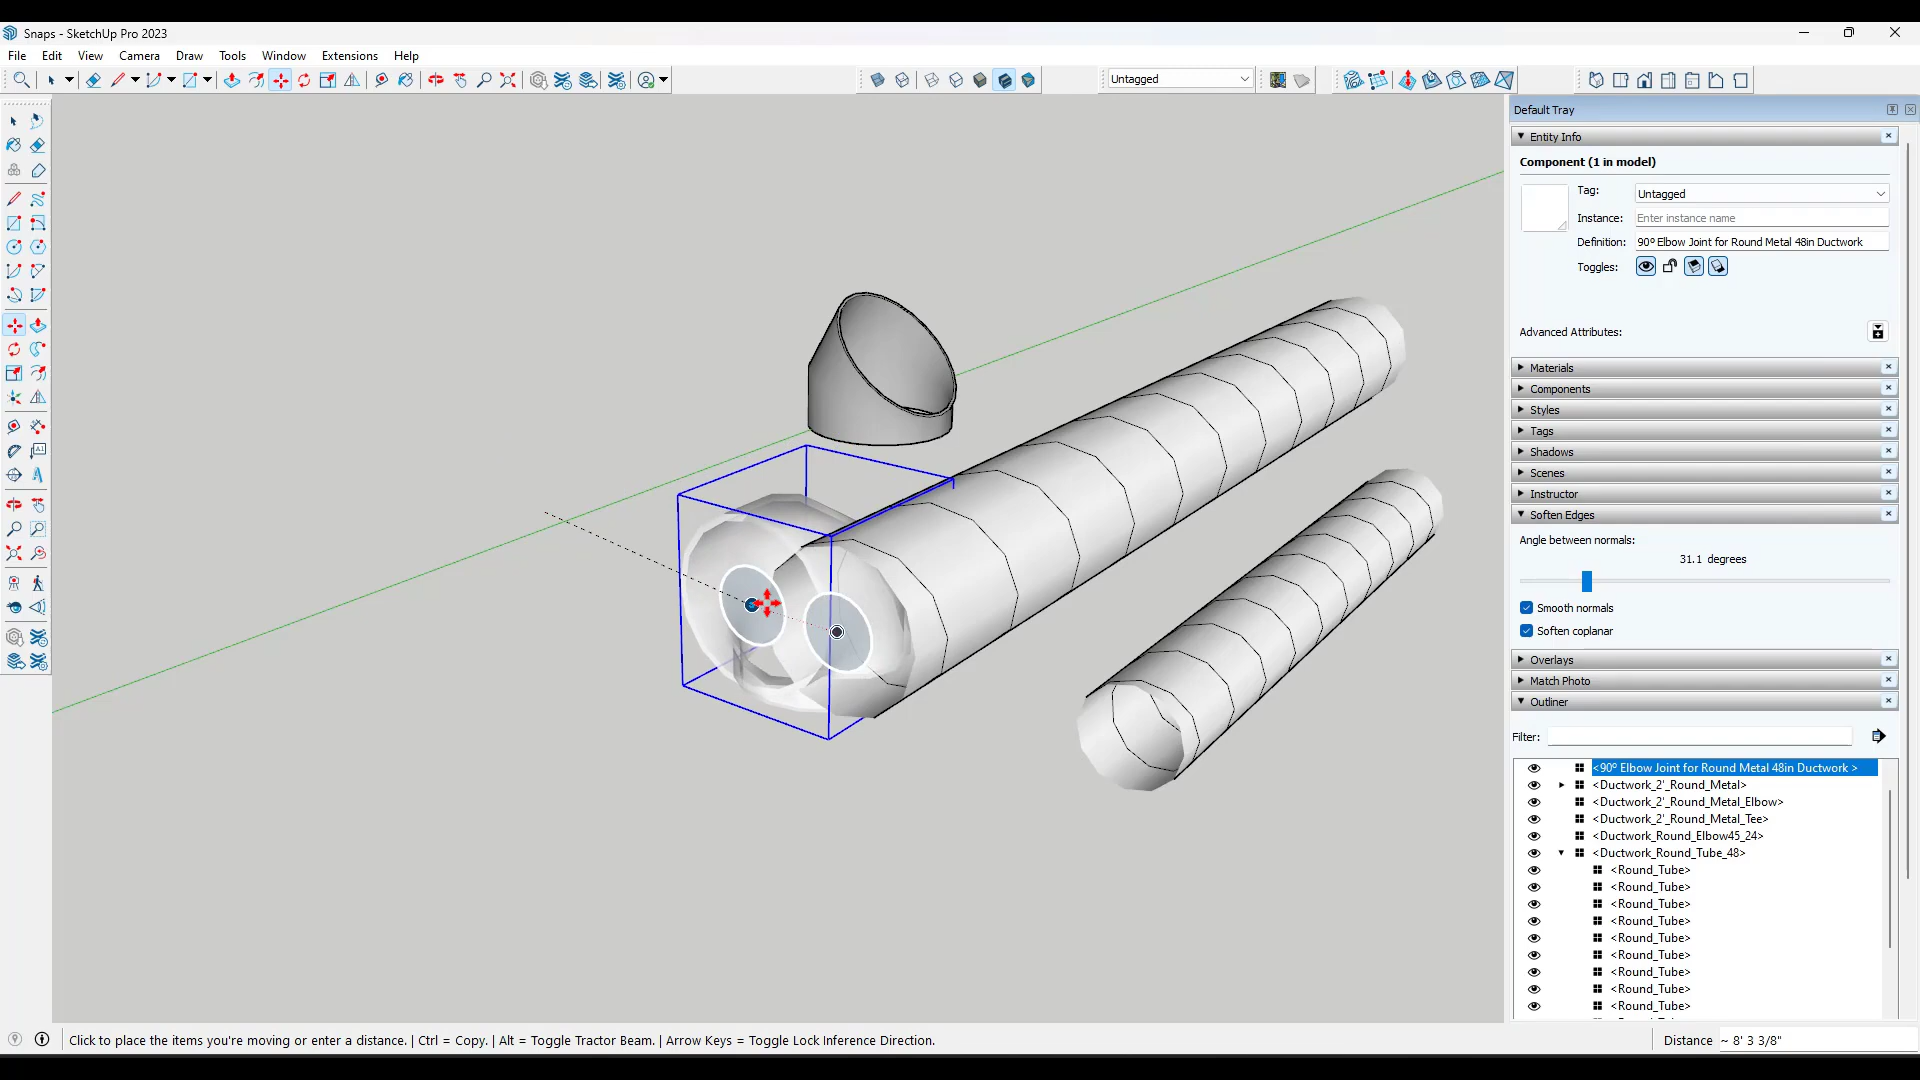 Snaps - SketchUp Pro 2023
File Edit View Camera Draw Tools Window Extensions Help
Untagged
Default Tray
Entity Info
Component (1 in model)
Tag: Untagged
Instance: Enter instance name
Definition: 90º Elbow Joint for Round Metal 48in Ductwork
Toggles:
Advanced Attributes:
Materials
Components
Styles
Tags
Shadows
Scenes
Instructor
Soften Edges
Angle between normals:
31.1 degrees
Smooth normals
Soften coplanar
Overlays
Match Photo
Outliner
Filter:
<90º Elbow Joint for Round Metal 48in Ductwork >
<Ductwork_2'_Round_Metal>
<Ductwork_2'_Round_Metal_Elbow>
<Ductwork_2'_Round_Metal_Tee>
<Ductwork_Round_Elbow45_24>
<Ductwork_Round_Tube_48>
<Round_Tube>
<Round_Tube>
<Round_Tube>
<Round_Tube>
<Round_Tube>
<Round_Tube>
<Round_Tube>
<Round_Tube>
<Round_Tube>
Click to place the items you're moving or enter a distance. | Ctrl = Copy. | Alt = Toggle Tractor Beam. | Arrow Keys = Toggle Lock Inference Direction.
Distance ~ 8' 3 3/8"